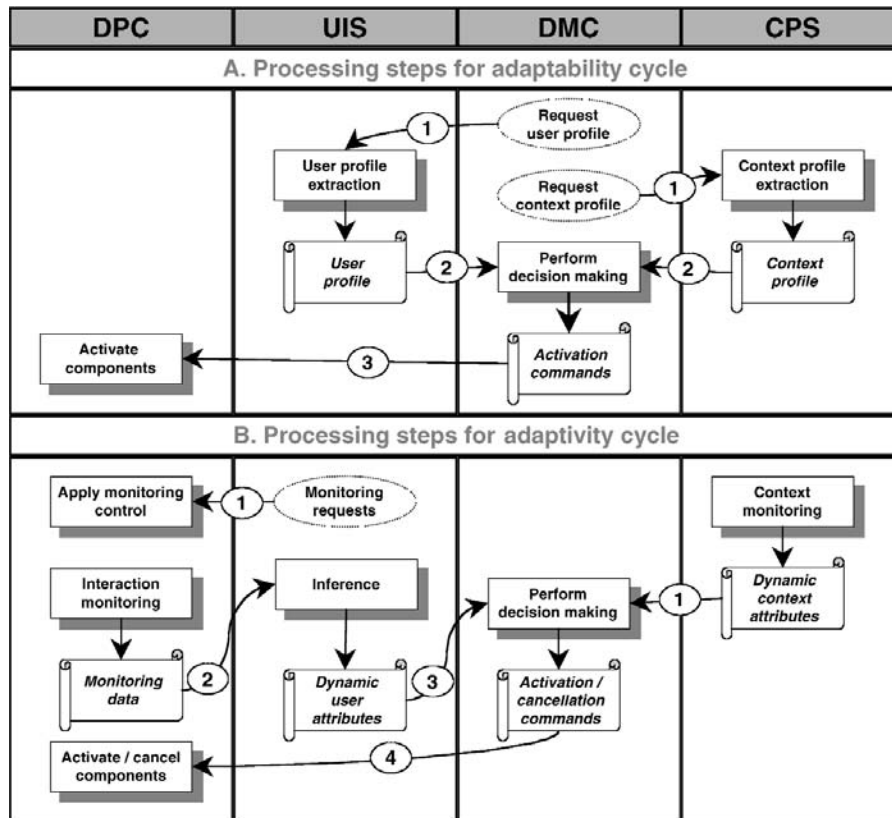 DPC UIS DMC CPS
A. Processing steps for adaptability cycle
1
Request
user profile
User profile
extraction
Request
context profile
1
Context profile
extraction
User
profile
2
Perform
decision making
2
Context
profile
Activate
components
3
Activation
commands
B. Processing steps for adaptivity cycle
Apply monitoring
control
1
Monitoring
requests
Context
monitoring
Interaction
monitoring
Inference
Perform
decision making
1
Dynamic
context
attributes
Monitoring
data
2
Dynamic
user
attributes
3
Activation /
cancellation
commands
Activate / cancel
components
4